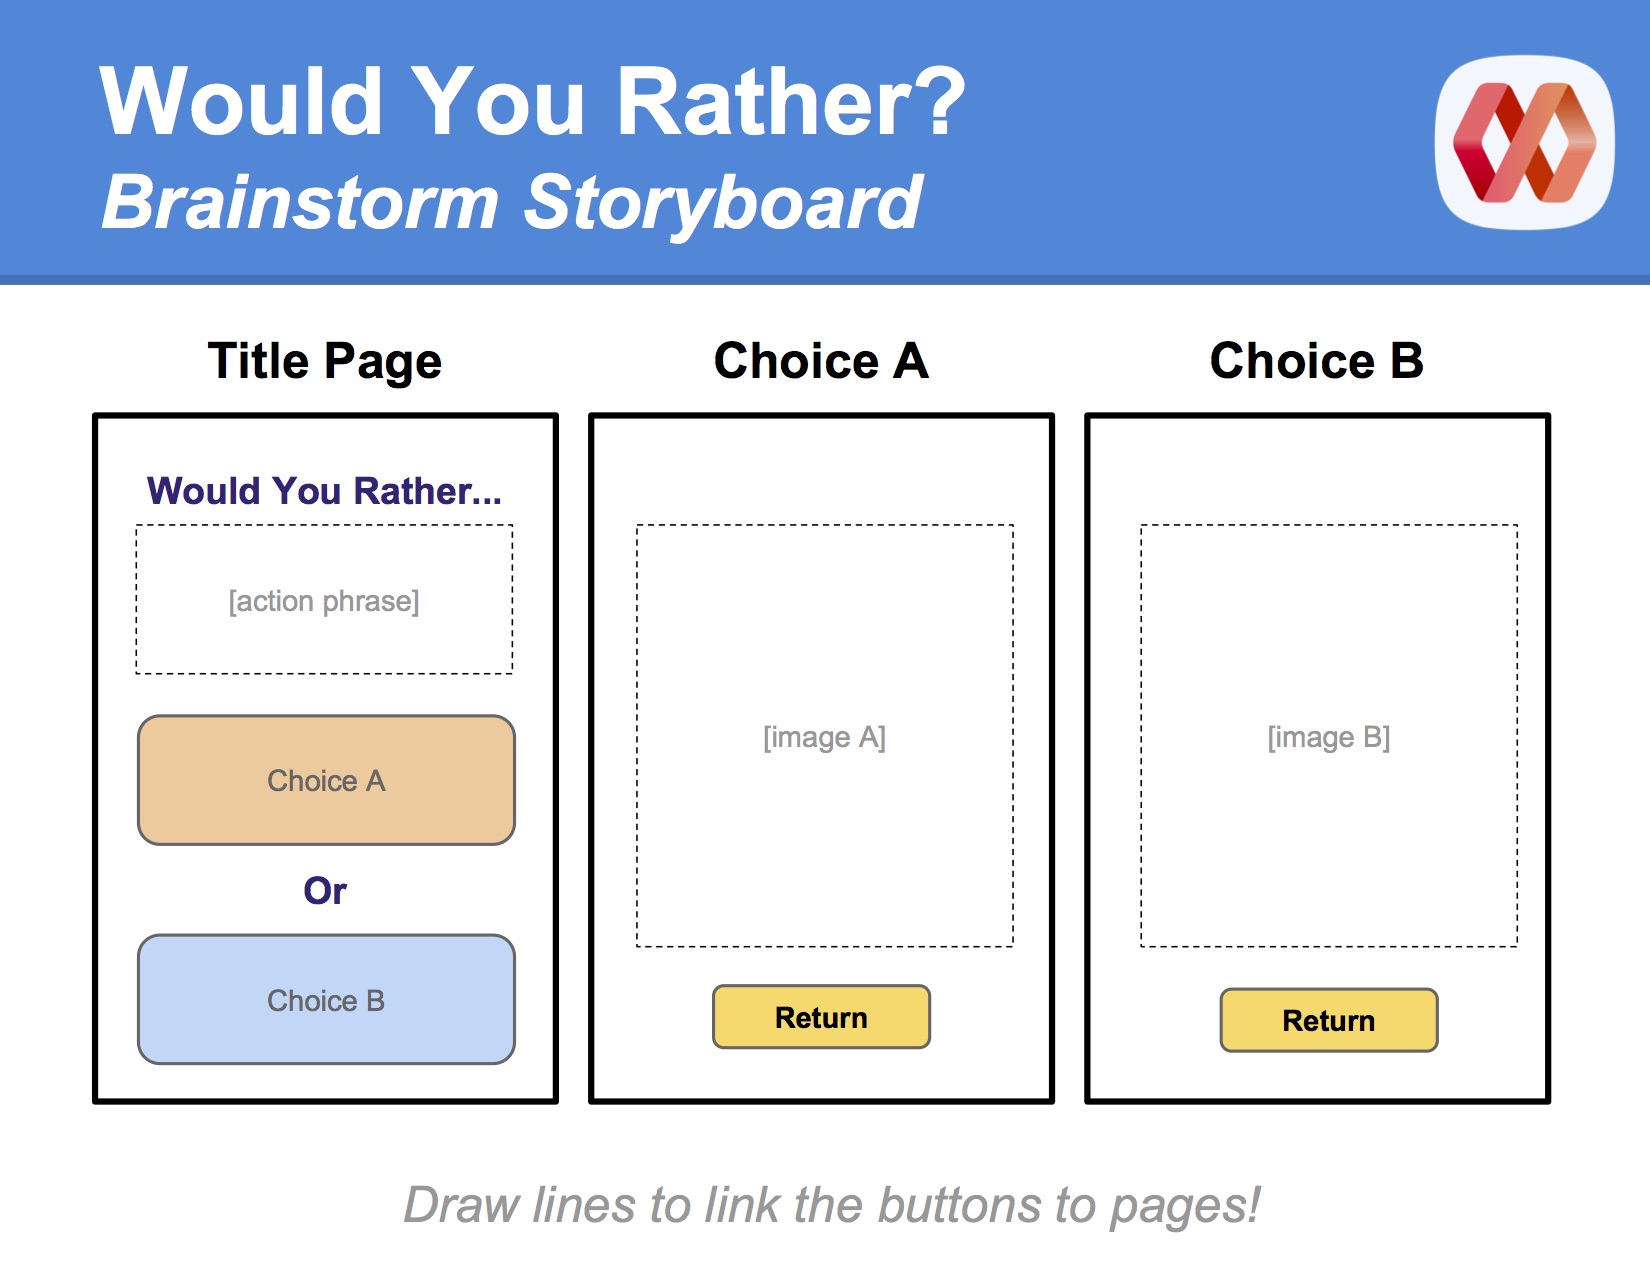 Would You Rather?
Brainstorm Storyboard
Title Page
Choice A
Choice B
Would You Rather...
[action phrase]
Choice A
Or
Choice B
[image A]
Return
[image B]
Return
Draw lines to link the buttons to pages!